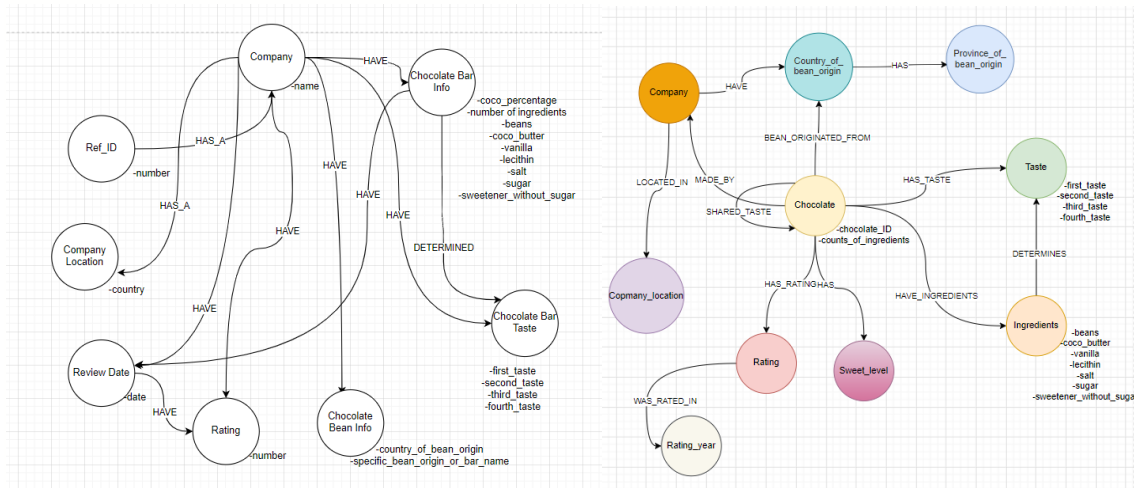 Company
-name
HAVE
Chocolate Bar
Info
-coco_percentage
-number of ingredients
-beans
-coco_butter
-vanilla
-lecithin
-salt
-sugar
-sweetener_without_sugar
Ref_ID
-number
HAS_A
HAS_A
HAVE
HAVE
HAVE
HAVE
DETERMINED
Company
Location
-country
HAVE
Chocolate Bar
Taste
-first_taste
-second_taste
-third_taste
-fourth_taste
Review Date
-date
HAVE
Rating
-number
Chocolate
Bean Info
-country_of_bean_origin
-specific_bean_origin_or_bar_name
Company
HAVE
Country_of_
bean_origin
HAS
Province_of_
bean_origin
BEAN_ORIGINATED_FROM
LOCATED_IN
MADE_BY
HAS_TASTE
Taste
-first_taste
-second_taste
-third_taste
-fourth_taste
SHARED_TASTE
Chocolate
-chocolate_ID
-counts_of_ingredients
DETERMINES
Copmany_location
HAS_RATING
HAS
HAVE_INGREDIENTS
Ingredients
-beans
-coco_butter
-vanilla
-lecithin
-salt
-sugar
-sweetener_without_sugar
Rating
Sweet_level
WAS_RATED_IN
Rating_year